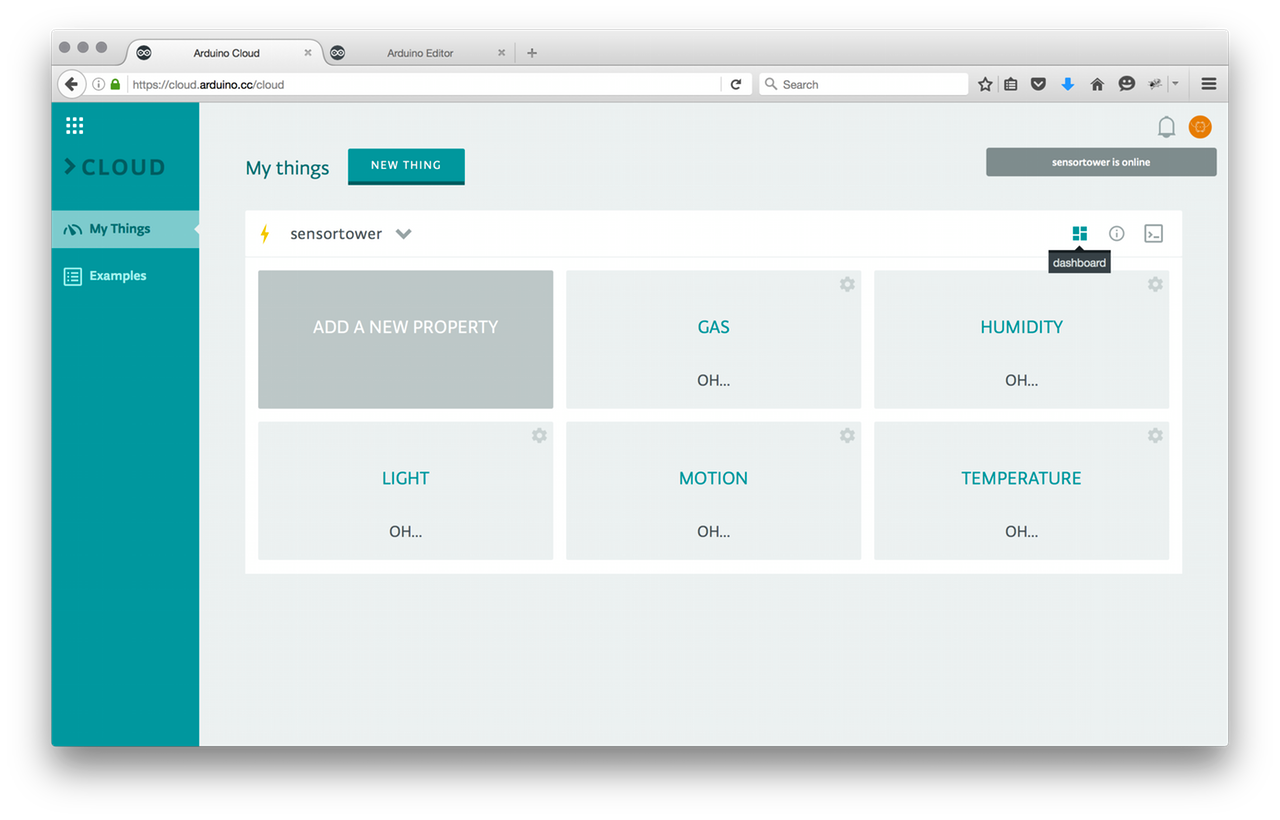 Arduino Cloud
Arduino Editor
https://cloud.arduino.cc/cloud
Search
CLOUD
My things
NEW THING
sensortower is online
My Things
sensortower
dashboard
Examples
ADD A NEW PROPERTY
GAS
OH...
HUMIDITY
OH...
LIGHT
OH...
MOTION
OH...
TEMPERATURE
OH...